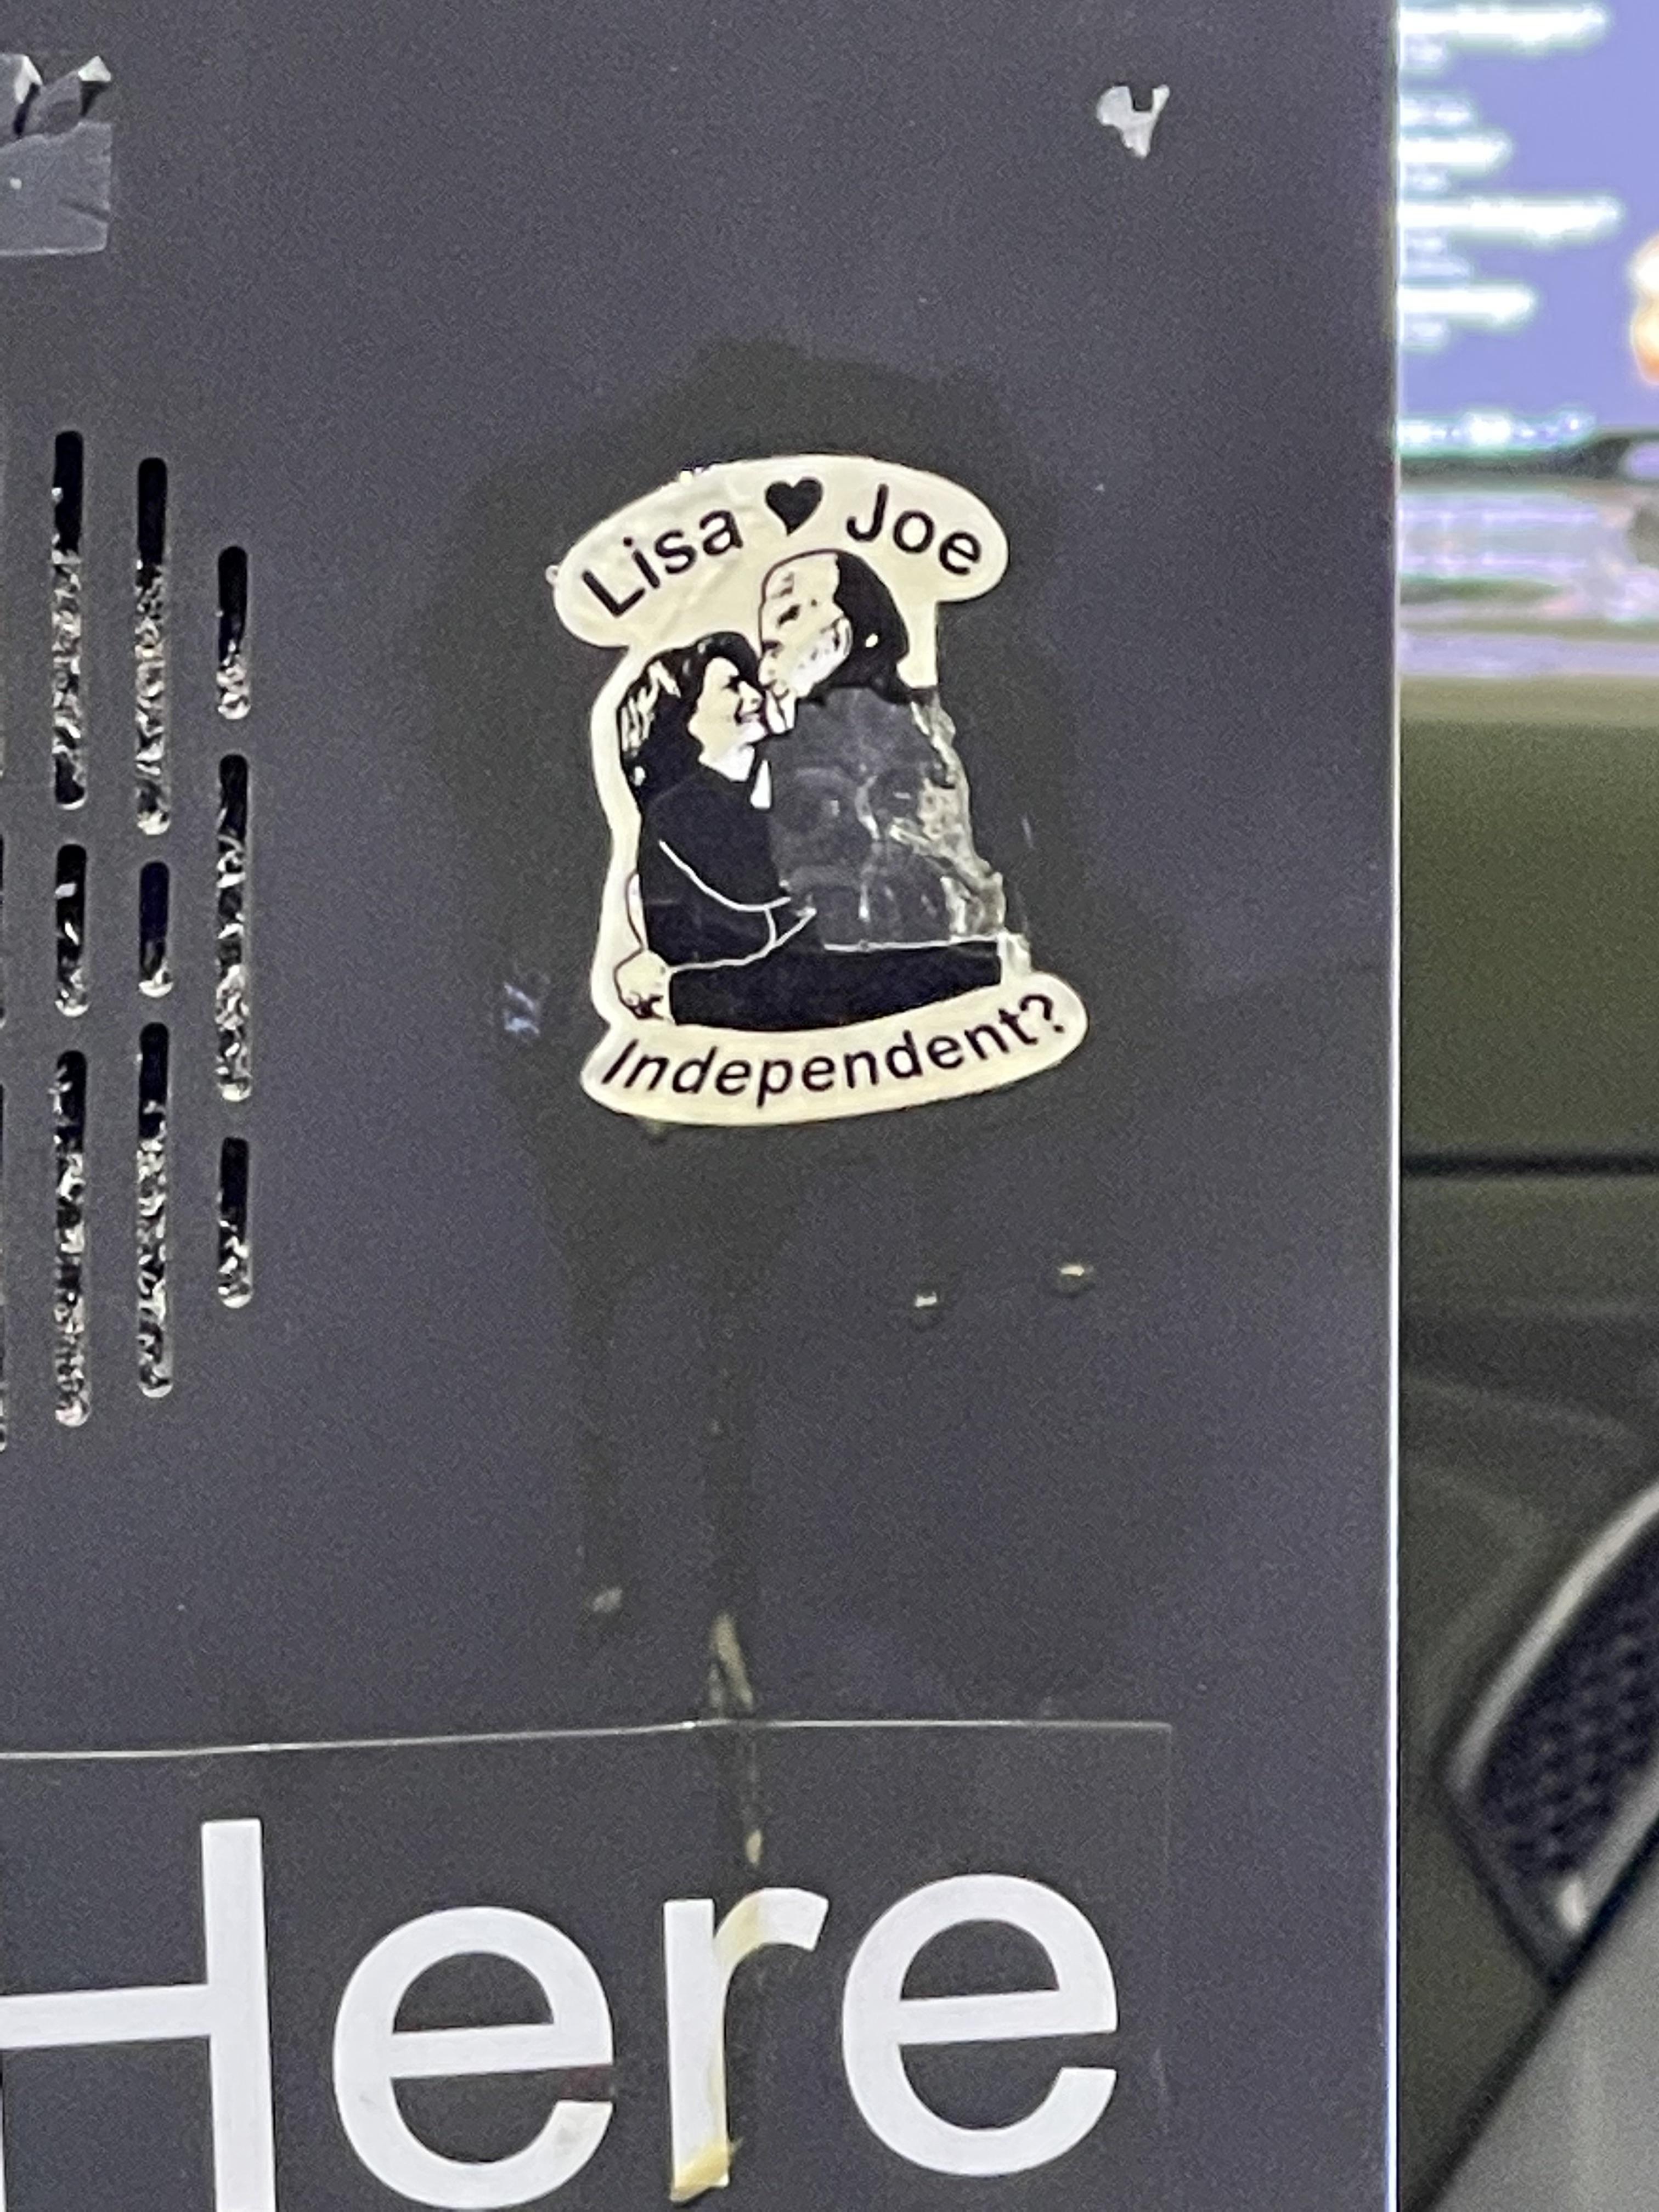 Lisa ♥ Joe
Independent?
Here